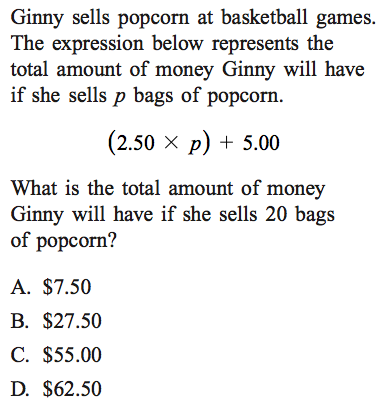 Ginny sells popcorn at basketball games.
The expression below represents the
total amount of money Ginny will have
if she sells p bags of popcorn.
(2.50 × p) + 5.00
What is the total amount of money
Ginny will have if she sells 20 bags
of popcorn?
A. $7.50
B. $27.50
C. $55.00
D. $62.50